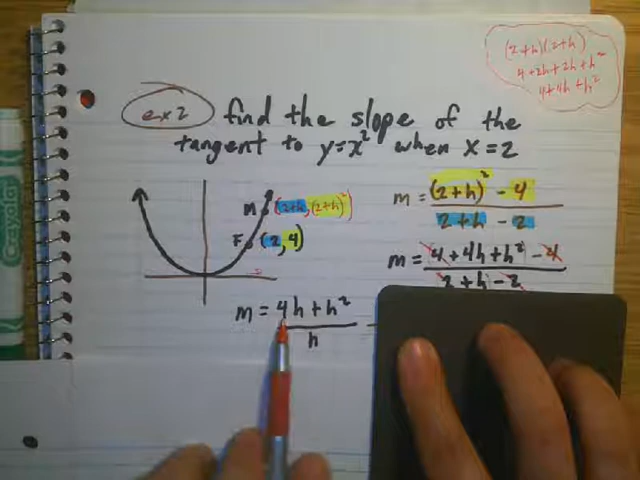 (2+h)(2+h)
4+2h+2h+h²
4+4h+h²
ex 2 find the slope of the
tangent to y=x² when x=2
M (2+h, (2+h)²)
F (2,4)
m = (2+h)² - 4
2+h - 2
m = 4+4h+h² - 4
2+h-2
m = 4h+h²
h
Crayola